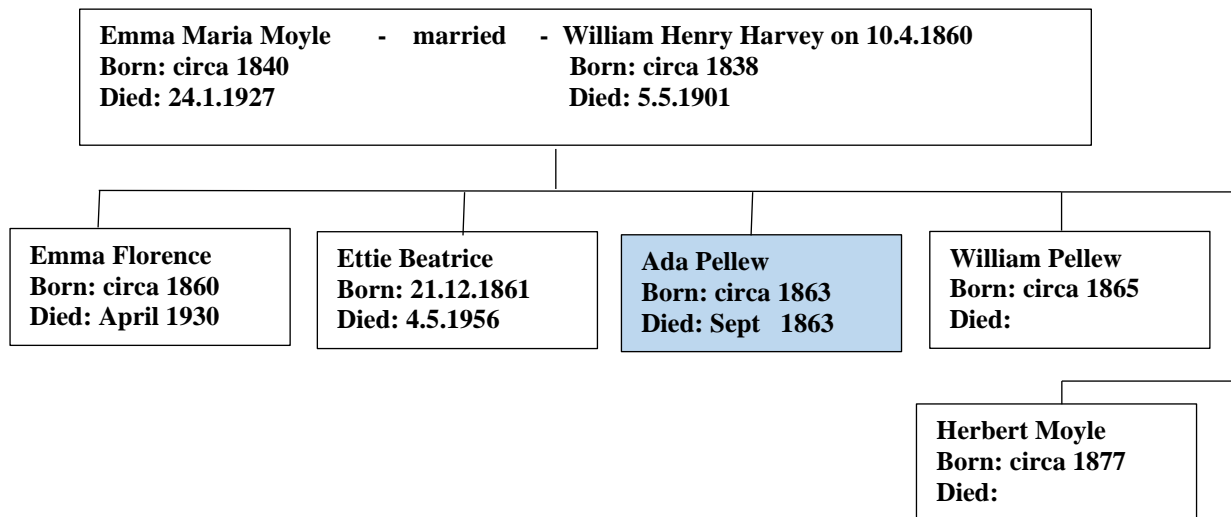 Emma Maria Moyle - married - William Henry Harvey on 10.4.1860
Born: circa 1840 Born: circa 1838
Died: 24.1.1927 Died: 5.5.1901
Emma Florence
Born: circa 1860
Died: April 1930
Ettie Beatrice
Born: 21.12.1861
Died: 4.5.1956
Ada Pellew
Born: circa 1863
Died: Sept 1863
William Pellew
Born: circa 1865
Died:
Herbert Moyle
Born: circa 1877
Died: